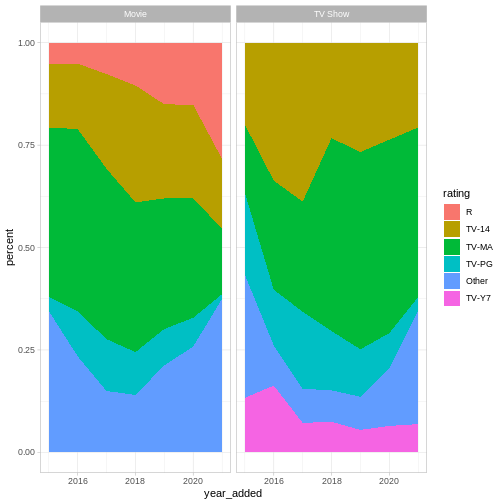 Movie
TV Show
1.00
0.75
0.50
0.25
0.00
percent
2016
2018
2020
2016
2018
2020
year_added
rating
R
TV-14
TV-MA
TV-PG
Other
TV-Y7